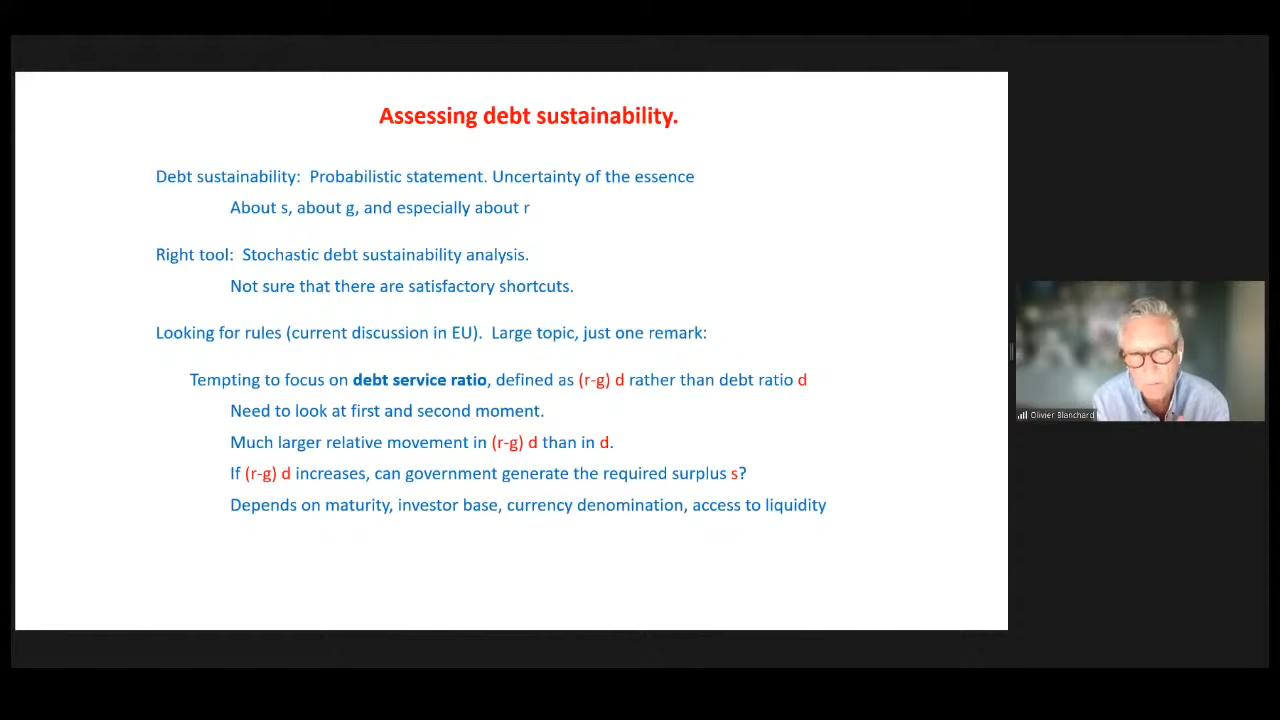 Assessing debt sustainability.
Debt sustainability: Probabilistic statement. Uncertainty of the essence
About s, about g, and especially about r
Right tool: Stochastic debt sustainability analysis.
Not sure that there are satisfactory shortcuts.
Looking for rules (current discussion in EU). Large topic, just one remark:
Tempting to focus on debt service ratio, defined as (r-g) d rather than debt ratio d
Need to look at first and second moment.
Much larger relative movement in (r-g) d than in d.
If (r-g) d increases, can government generate the required surplus s?
Depends on maturity, investor base, currency denomination, access to liquidity
Olivier Blanchard